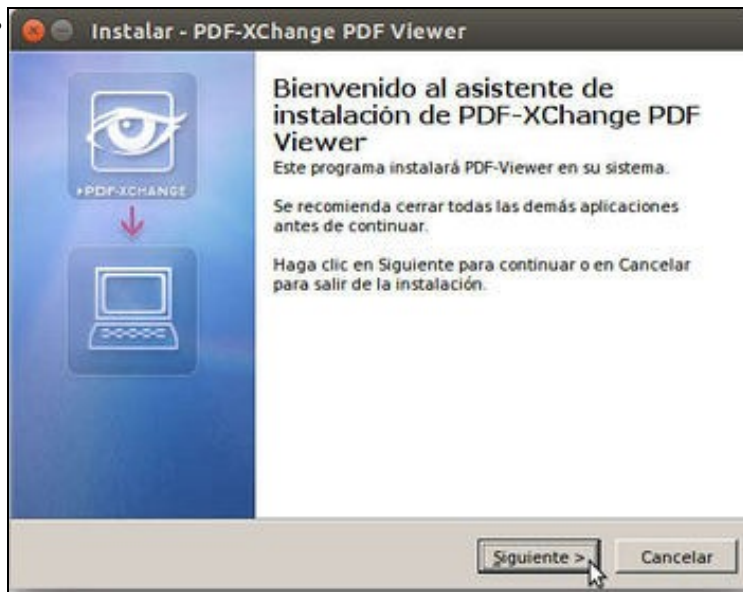 Instalar - PDF-XChange PDF Viewer
Bienvenido al asistente de
instalación de PDF-XChange PDF
Viewer
Este programa instalará PDF-Viewer en su sistema.
Se recomienda cerrar todas las demás aplicaciones
antes de continuar.
Haga clic en Siguiente para continuar o en Cancelar
para salir de la instalación.
PDF-XCHANGE
Siguiente >
Cancelar